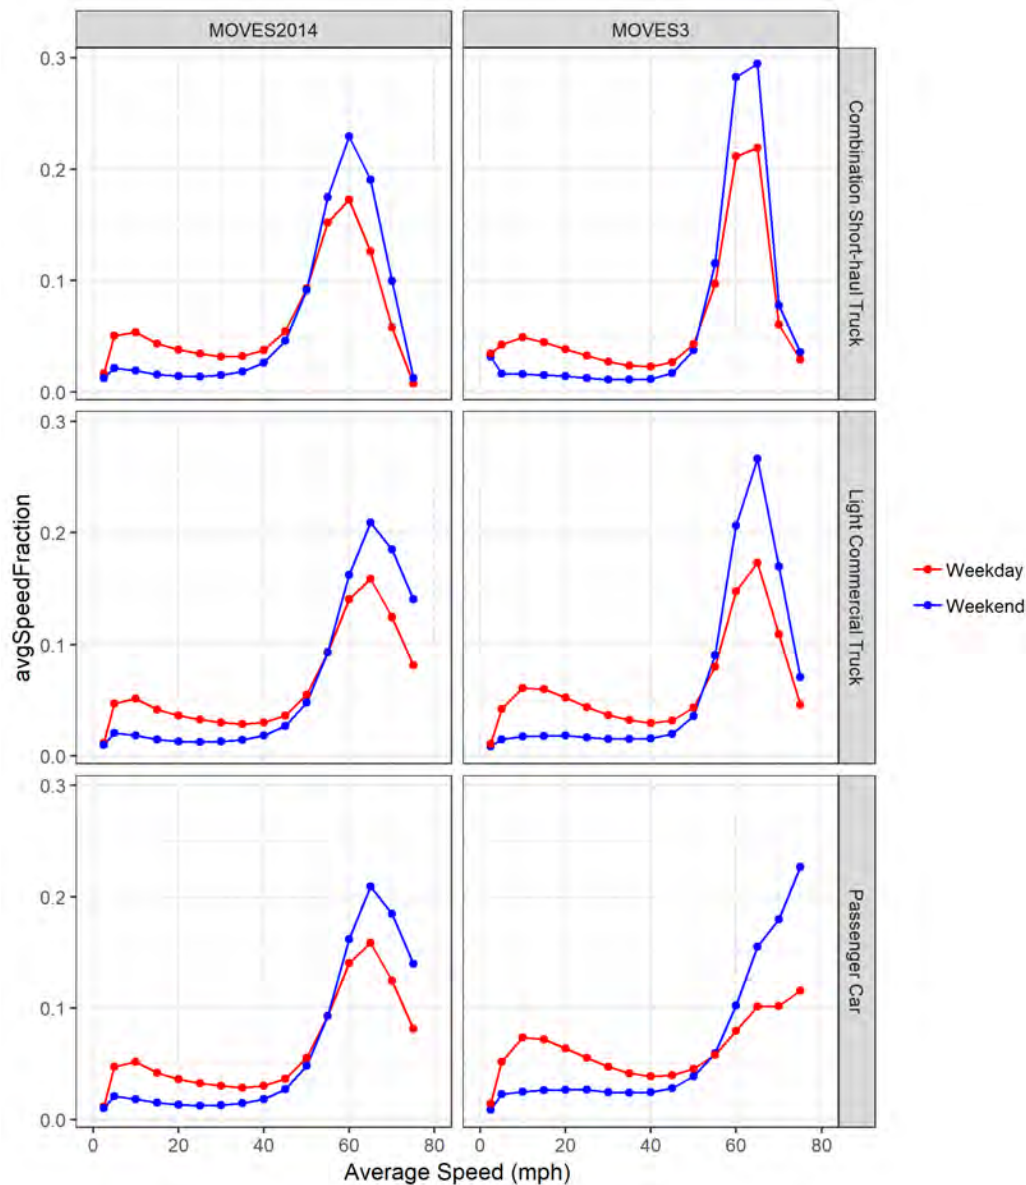 MOVES2014
MOVES3
0.3
0.2
0.1
0.0
Combination Short-haul Truck
0.3
0.2
0.1
0.0
Light Commercial Truck
avgSpeedFraction
Weekday
Weekend
0.3
0.2
0.1
0.0
Passenger Car
0 20 40 60 80 0 20 40 60 80
Average Speed (mph)